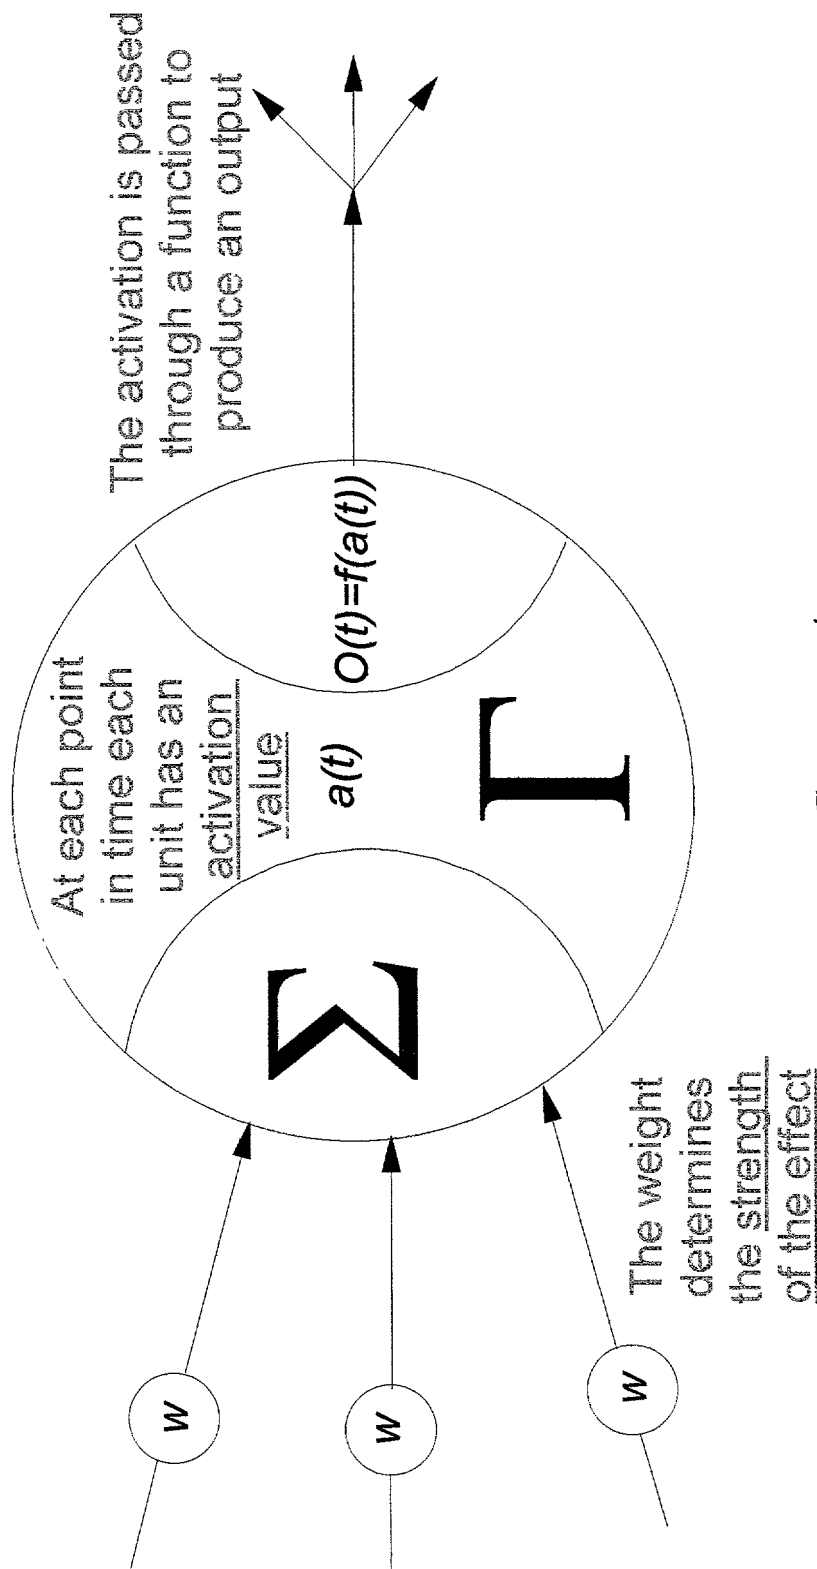 The activation is passed
through a function to
produce an output
At each point
in time each
unit has an
activation
value
a(t)
O(t)=f(a(t))
Σ
Γ
w
w
w
The weight
determines
the strength
of the effect